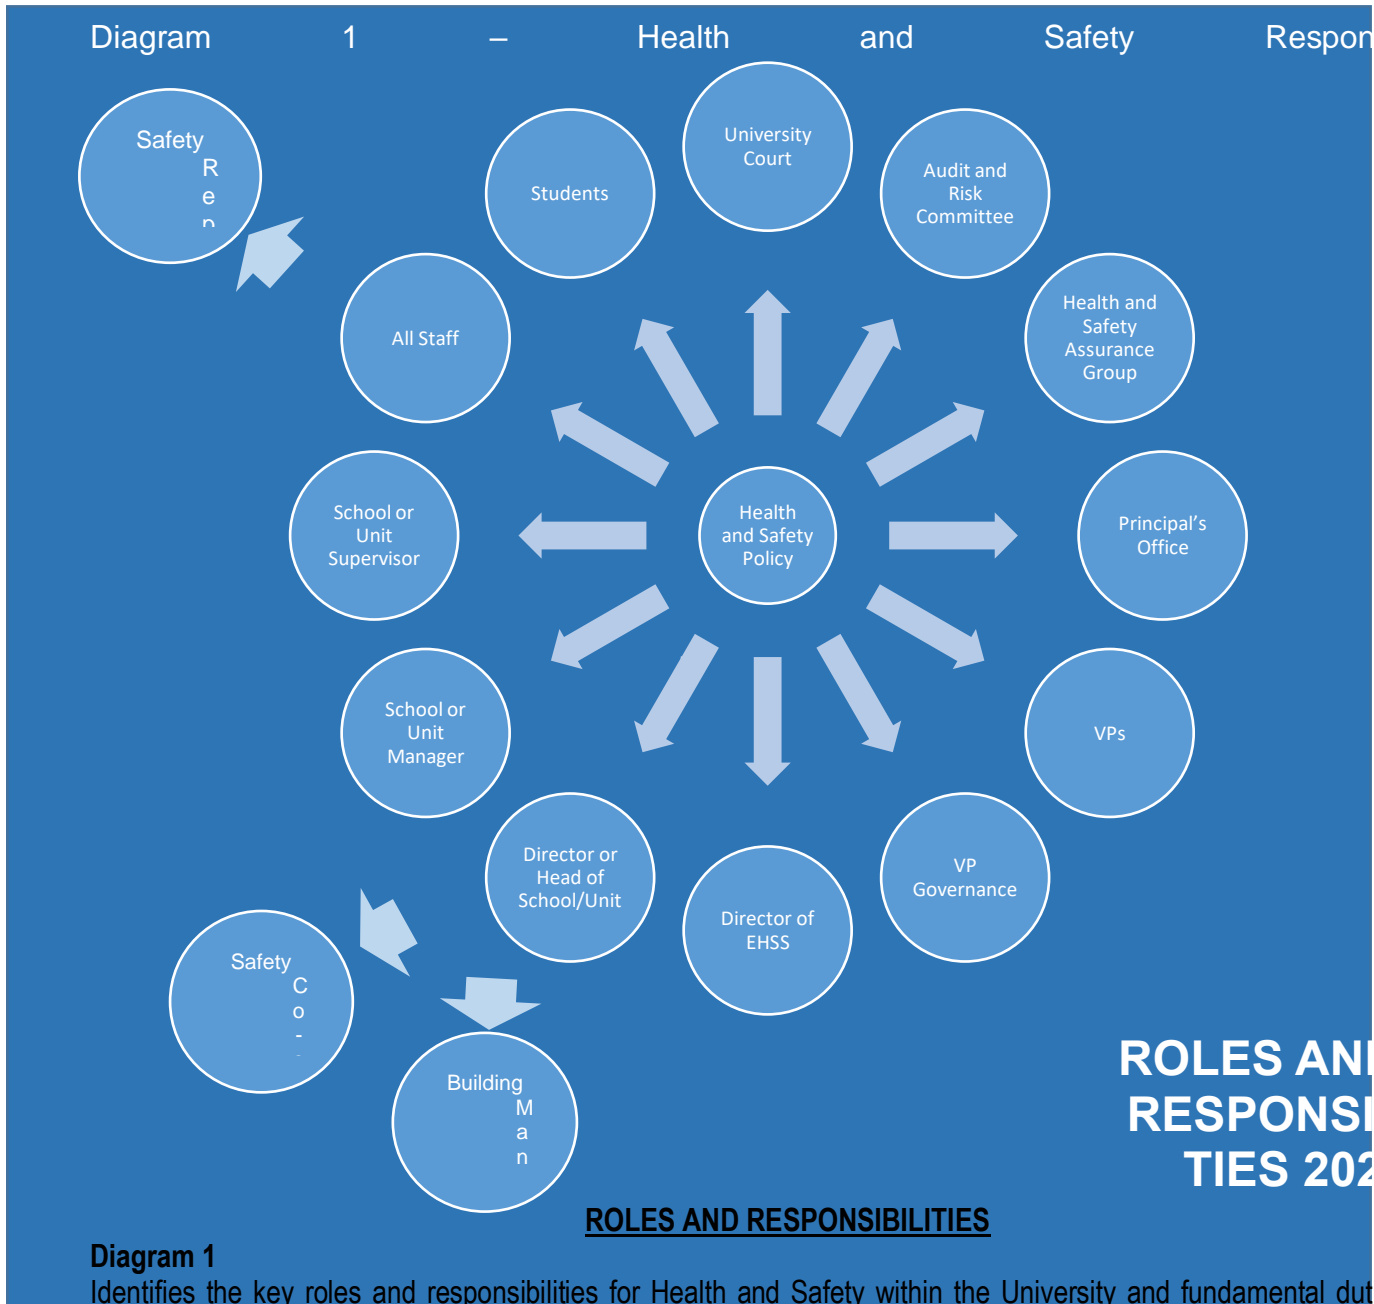 Diagram 1 – Health and Safety Respon
University
Court
Safety
R
e
Students
Audit and
Risk
Committee
All Staff
Health and
Safety
Assurance
Group
School or
Unit
Supervisor
Health
and Safety
Policy
Principal's
Office
School or
Unit
Manager
VPs
Director or
Head of
School/Unit
VP
Governance
Director of
EHSS
Safety
C
o
-
Building
M
a
n
ROLES AN
RESPONSI
TIES 202
ROLES AND RESPONSIBILITIES
Diagram 1
Identifies the key roles and responsibilities for Health and Safety within the University and fundamental dut